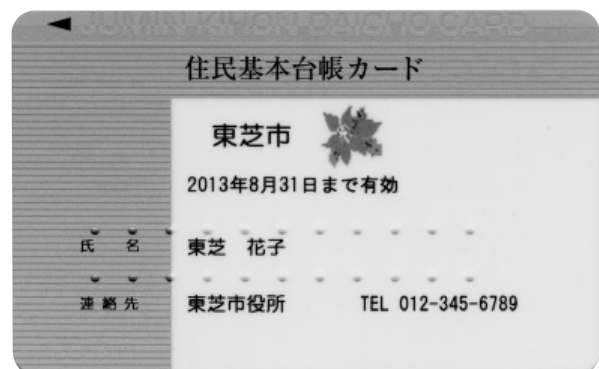 JUMIN KIHON DAICHO CARD
住民基本台帳カード
東芝市
2013年8月31日まで有効
氏 名 東芝 花子
連絡先 東芝市役所 TEL 012-345-6789